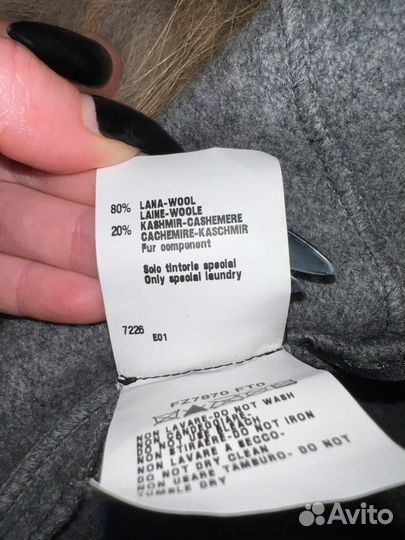 80% LANA-WOOL
LAINE-WOOLE
20% KASHMIR-CASHEMERE
CACHEMIRE-KASCHMIR
Fur component
Solo tintorie special
Only special laundry
7226 E01
FZ7870 FT0
NON LAVARE-DO NOT WASH
NON CANDEGGIARE-
DO NOT USE BLEACH
NON STIRARE-DO NOT IRON
NON LAVARE A SECCO-
DO NOT DRY CLEAN
NON USARE TAMBURO- DO NOT
TUMBLE DRY
Avito